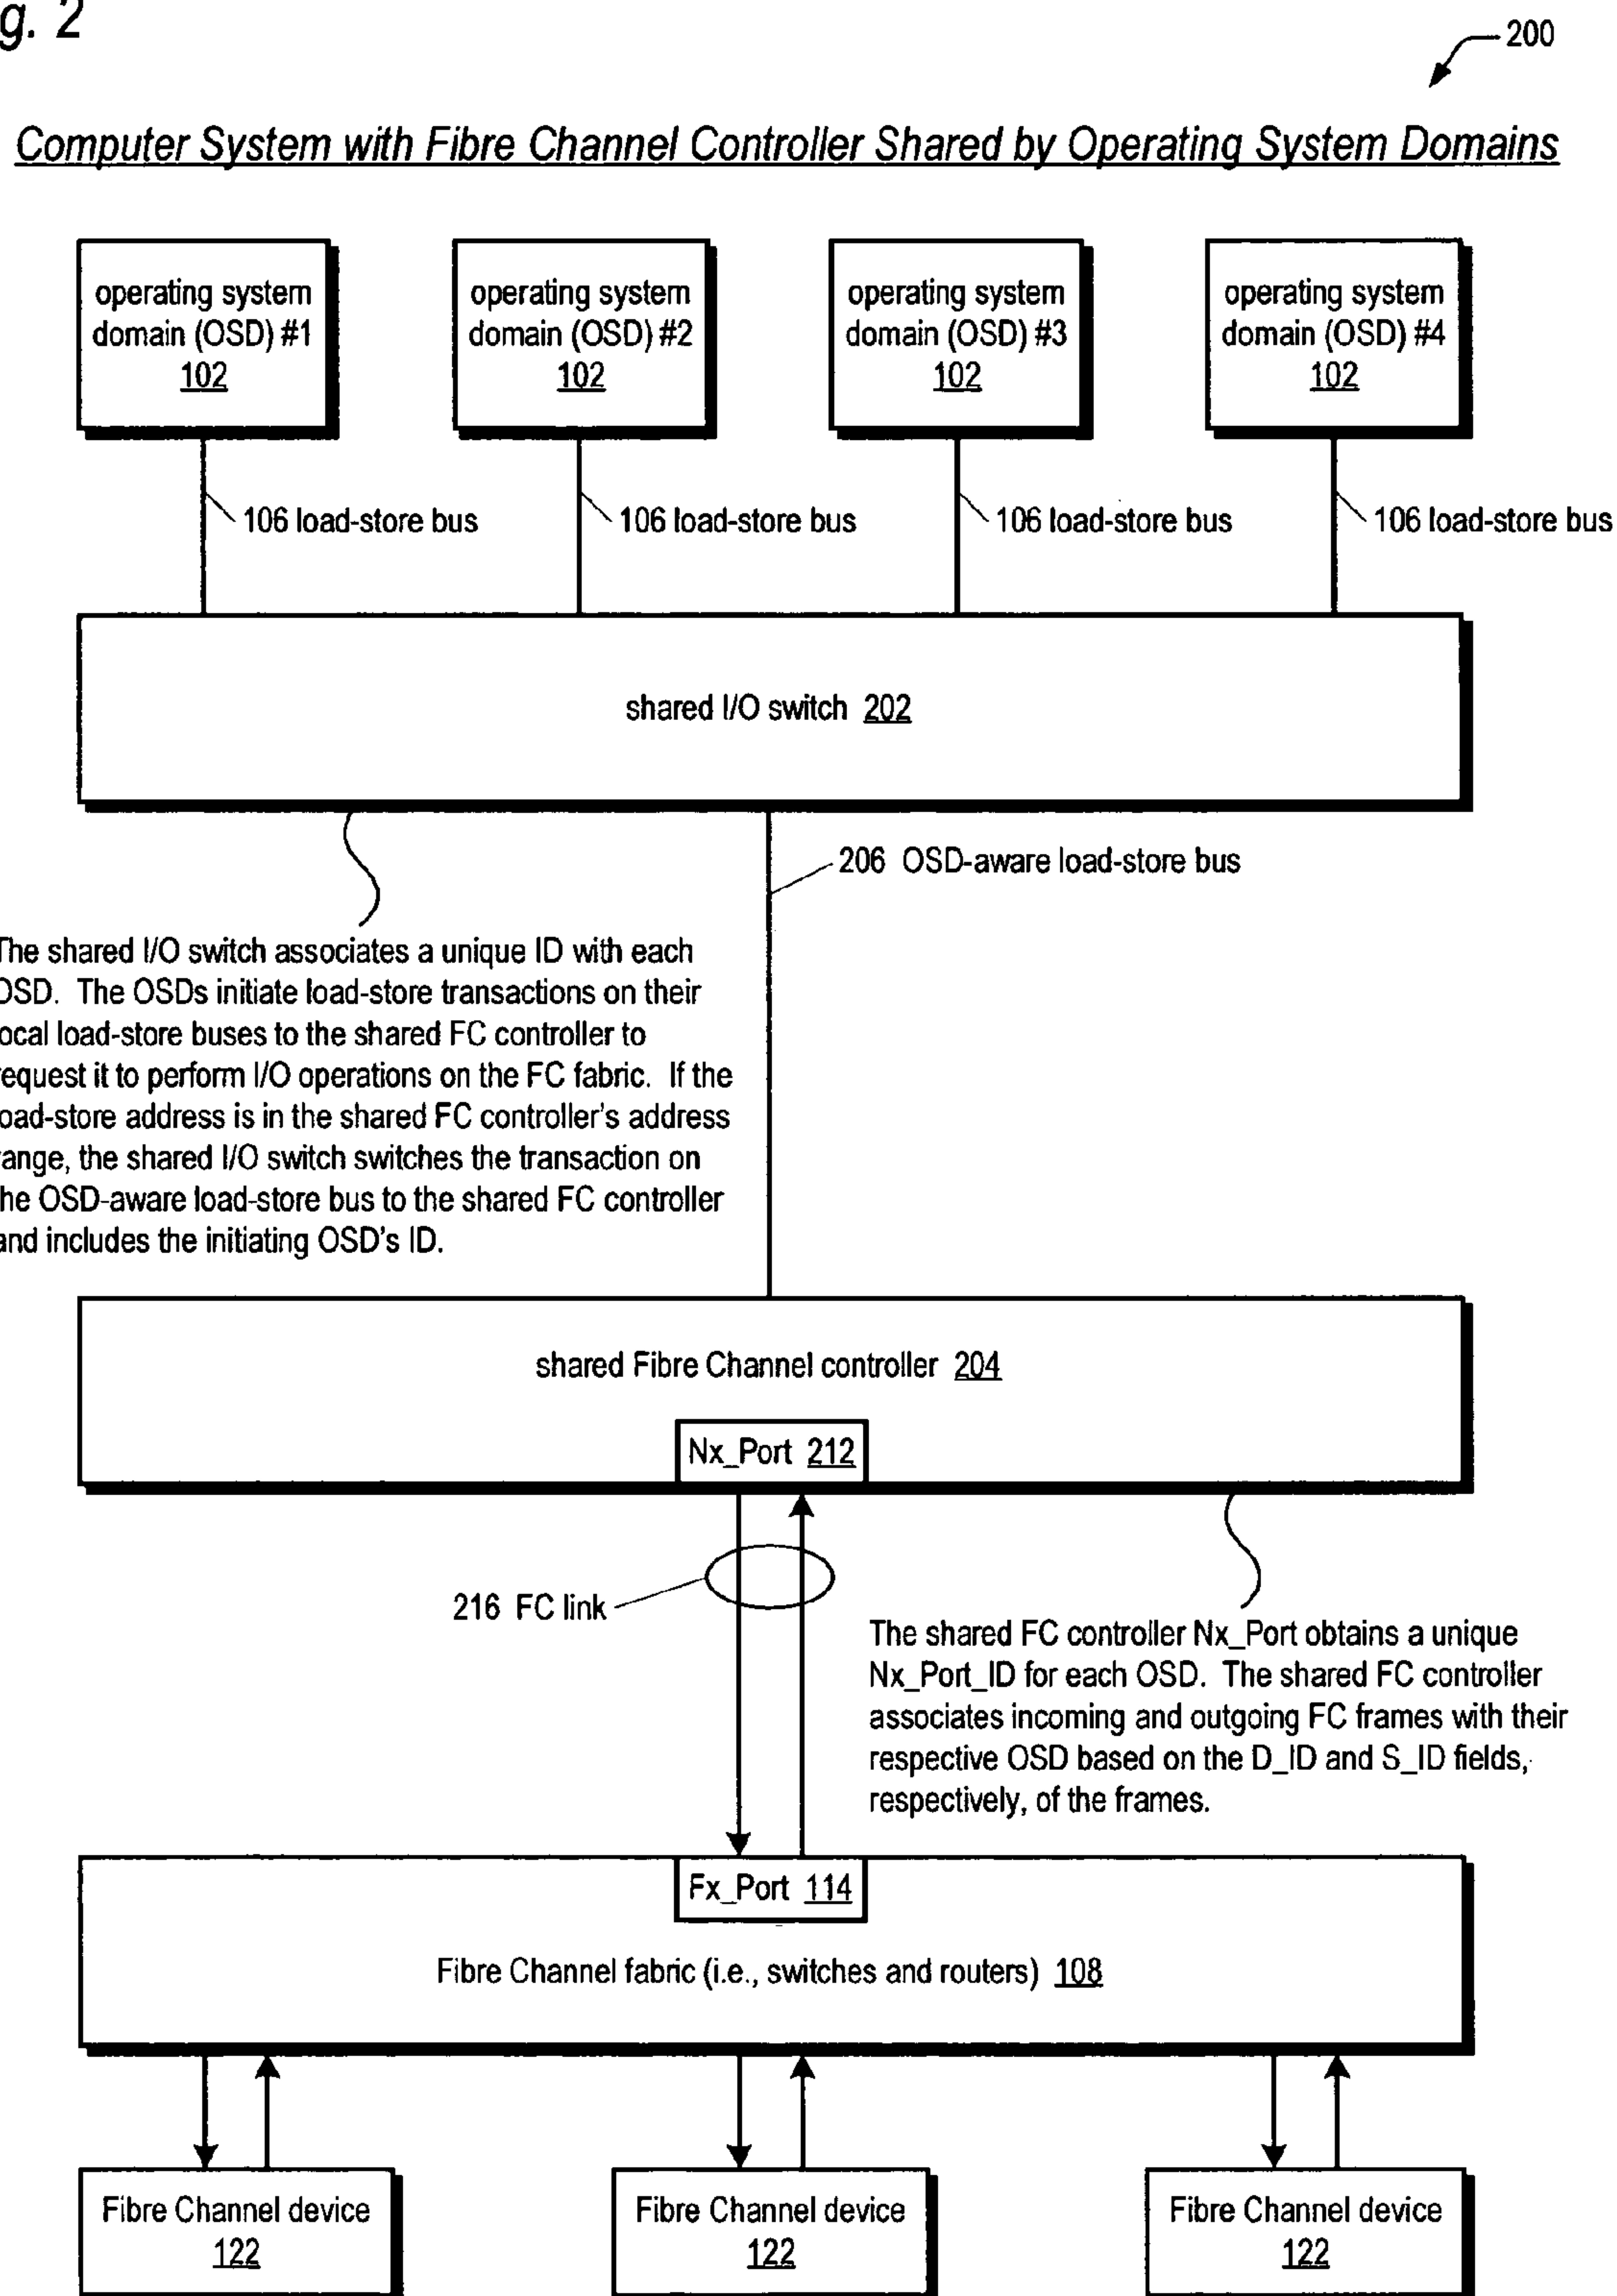 g. 2
200
Computer System with Fibre Channel Controller Shared by Operating System Domains
operating system
domain (OSD) #1
102
operating system
domain (OSD) #2
102
operating system
domain (OSD) #3
102
operating system
domain (OSD) #4
102
106 load-store bus
106 load-store bus
106 load-store bus
106 load-store bus
shared I/O switch 202
206 OSD-aware load-store bus
The shared I/O switch associates a unique ID with each
OSD. The OSDs initiate load-store transactions on their
local load-store buses to the shared FC controller to
request it to perform I/O operations on the FC fabric. If the
load-store address is in the shared FC controller's address
range, the shared I/O switch switches the transaction on
the OSD-aware load-store bus to the shared FC controller
and includes the initiating OSD's ID.
shared Fibre Channel controller 204
Nx_Port 212
216 FC link
The shared FC controller Nx_Port obtains a unique
Nx_Port_ID for each OSD. The shared FC controller
associates incoming and outgoing FC frames with their
respective OSD based on the D_ID and S_ID fields,
respectively, of the frames.
Fx_Port 114
Fibre Channel fabric (i.e., switches and routers) 108
Fibre Channel device
122
Fibre Channel device
122
Fibre Channel device
122